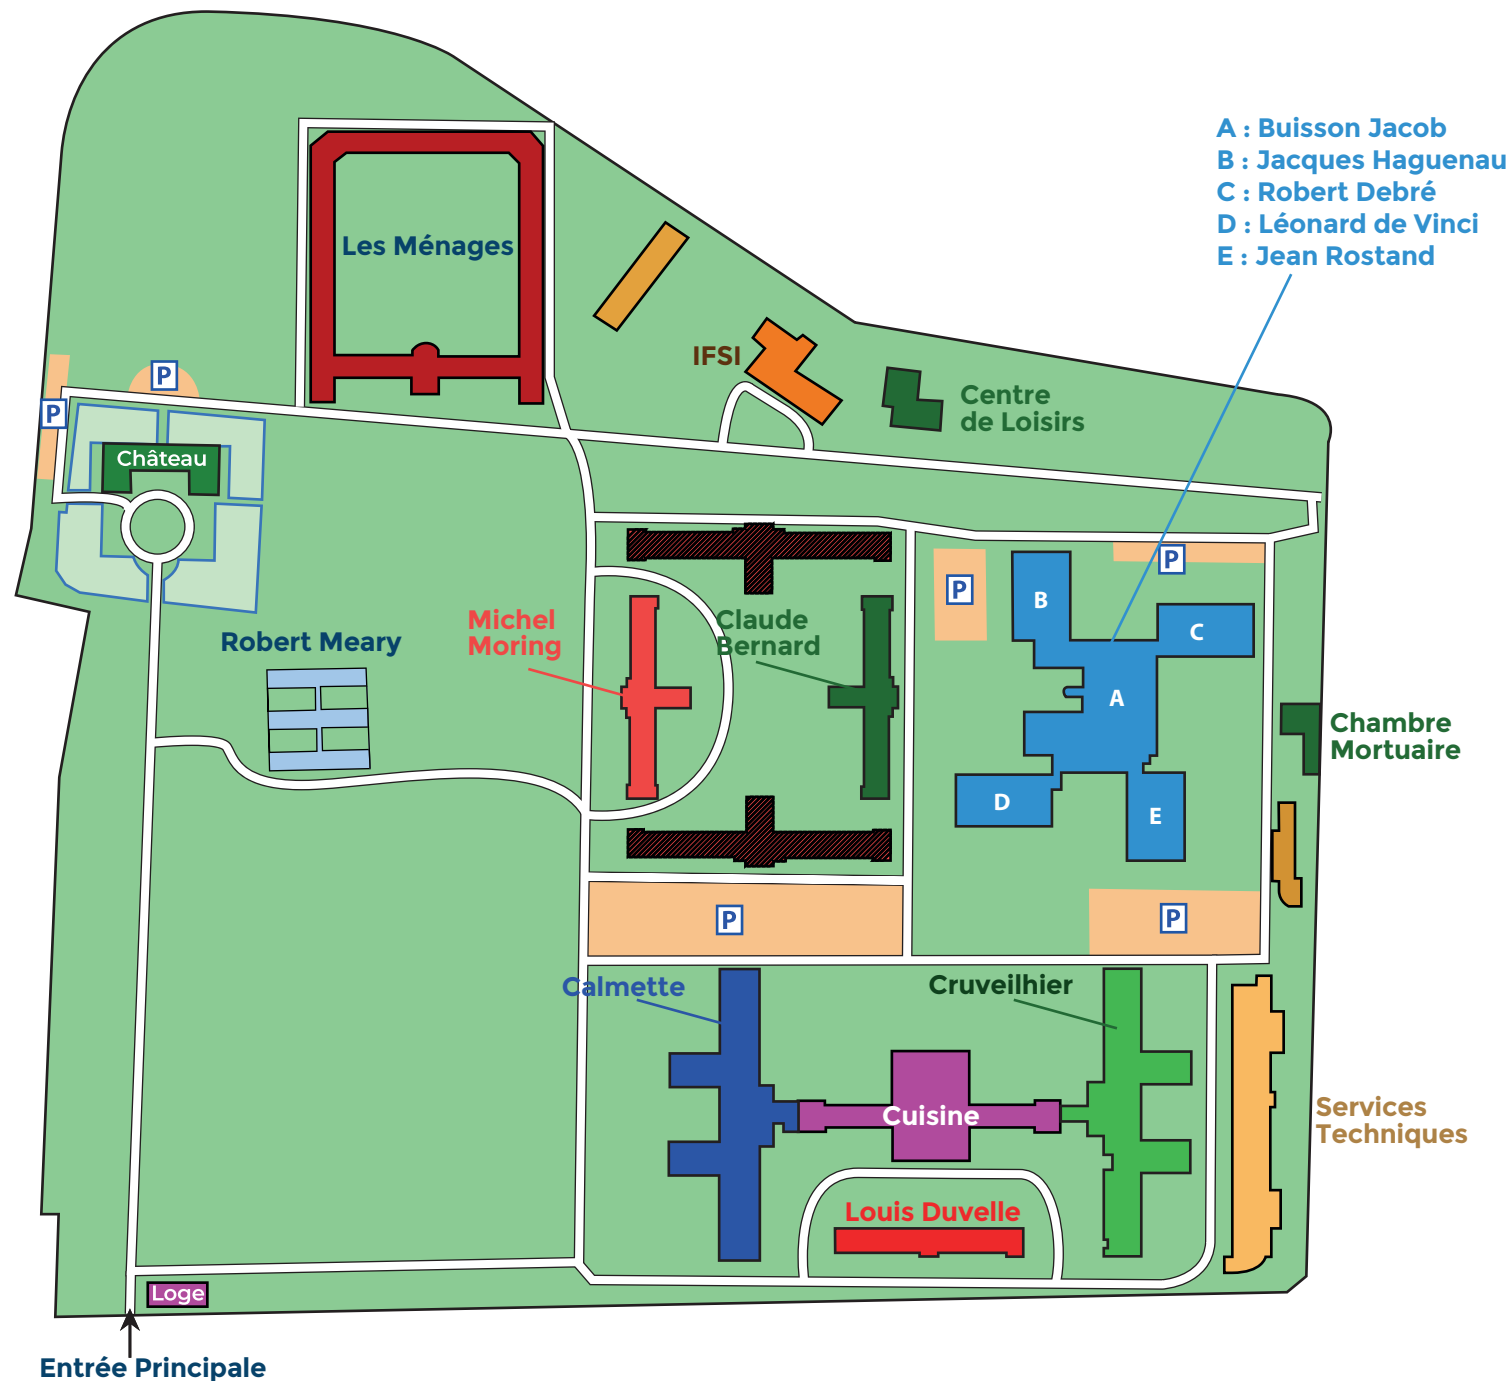 A : Buisson Jacob
B : Jacques Haguenau
C : Robert Debré
D : Léonard de Vinci
E : Jean Rostand
Les Ménages
IFSI
Centre
de Loisirs
P
P
Château
P
P
B
C
A
D
E
Michel
Moring
Claude
Bernard
Robert Meary
Chambre
Mortuaire
P
P
Calmette
Cruveilhier
Cuisine
Services
Techniques
Louis Duvelle
Loge
Entrée Principale